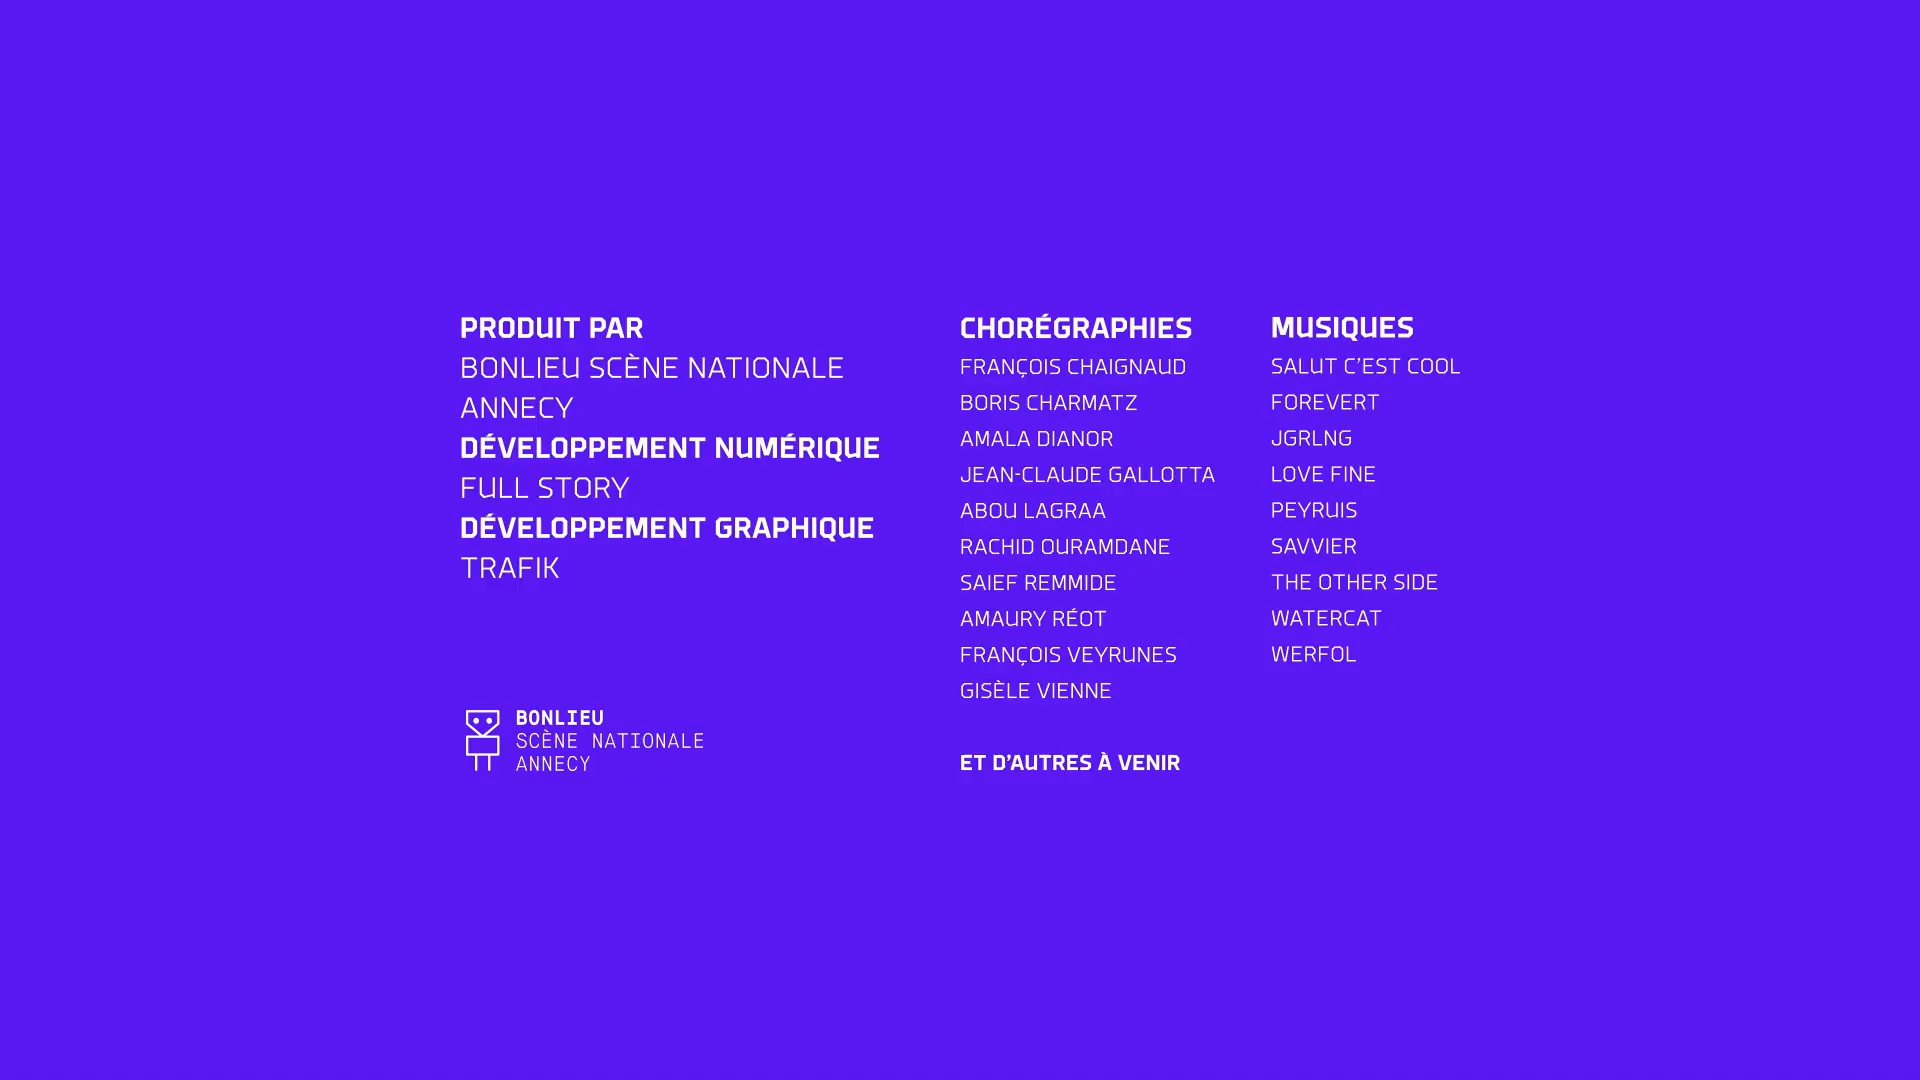 PRODUIT PAR
BONLIEU SCÈNE NATIONALE
ANNECY
DÉVELOPPEMENT NUMÉRIQUE
FULL STORY
DÉVELOPPEMENT GRAPHIQUE
TRAFIK
BONLIEU
SCÈNE NATIONALE
ANNECY
CHORÉGRAPHIES
FRANÇOIS CHAIGNAUD
BORIS CHARMATZ
AMALA DIANOR
JEAN-CLAUDE GALLOTTA
ABOU LAGRAA
RACHID OURAMDANE
SAIEF REMMIDE
AMAURY RÉOT
FRANÇOIS VEYRUNES
GISÈLE VIENNE
ET D’AUTRES À VENIR
MUSIQUES
SALUT C’EST COOL
FOREVERT
JGRLNG
LOVE FINE
PEYRUIS
SAVVIER
THE OTHER SIDE
WATERCAT
WERFOL